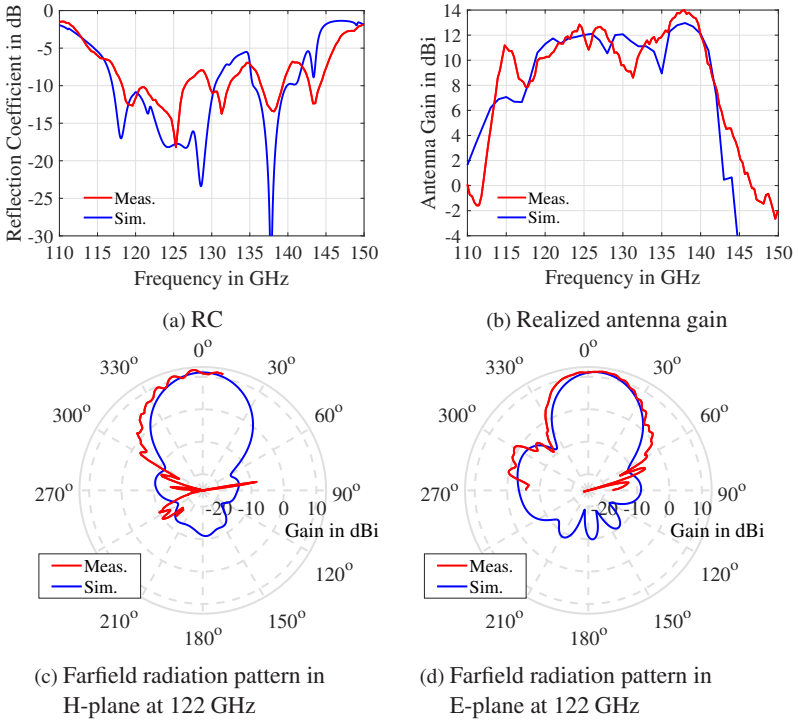 Reflection Coefficient in dB
0
-5
-10
-15
-20
-25
-30
110 115 120 125 130 135 140 145 150
Frequency in GHz
Meas.
Sim.
(a) RC
Antenna Gain in dBi
14
12
10
8
6
4
2
0
-2
-4
110 115 120 125 130 135 140 145 150
Frequency in GHz
Meas.
Sim.
(b) Realized antenna gain
0º
30º
60º
90º
120º
150º
180º
210º
270º
300º
330º
-20 -10 0 10
Gain in dBi
Meas.
Sim.
(c) Farfield radiation pattern in
H-plane at 122 GHz
0º
30º
60º
90º
120º
150º
180º
210º
270º
300º
330º
-20 -10 0 10
Gain in dBi
Meas.
Sim.
(d) Farfield radiation pattern in
E-plane at 122 GHz